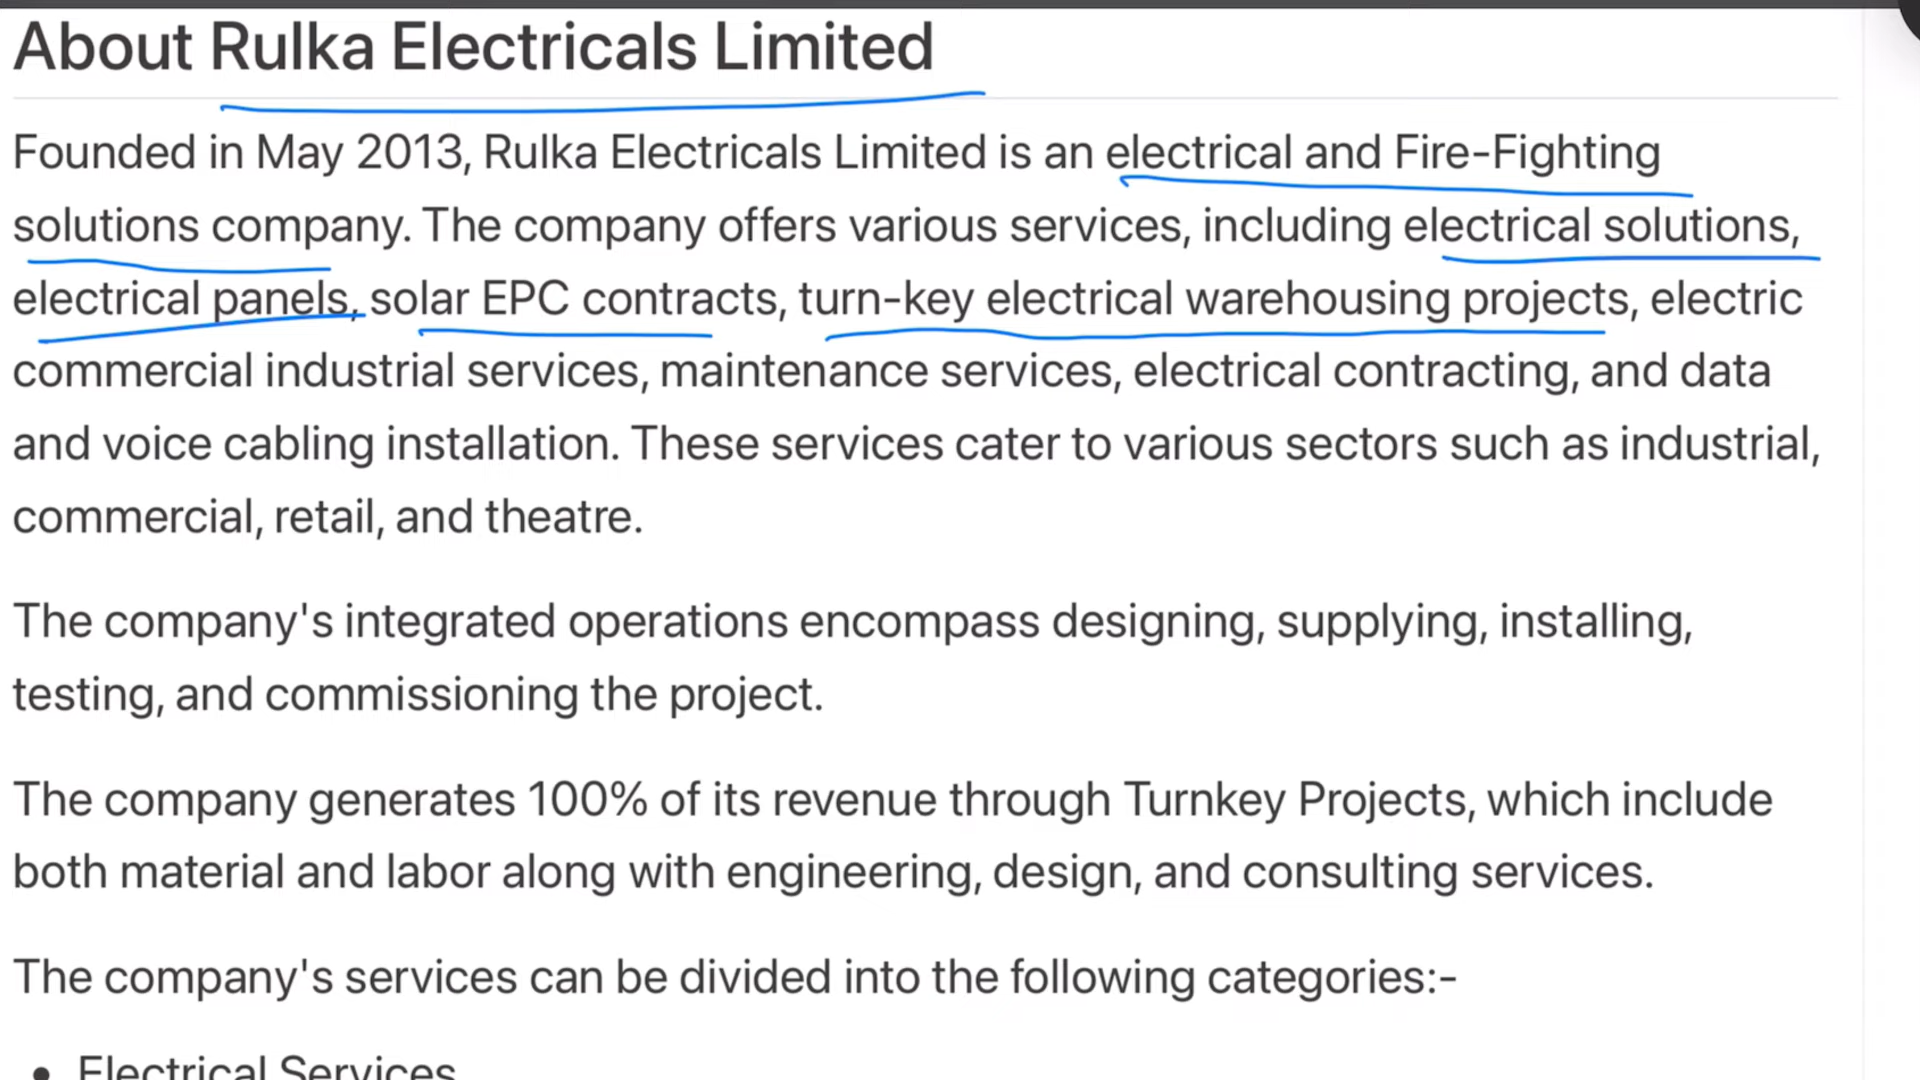 About Rulka Electricals Limited
Founded in May 2013, Rulka Electricals Limited is an electrical and Fire-Fighting
solutions company. The company offers various services, including electrical solutions,
electrical panels, solar EPC contracts, turn-key electrical warehousing projects, electric
commercial industrial services, maintenance services, electrical contracting, and data
and voice cabling installation. These services cater to various sectors such as industrial,
commercial, retail, and theatre.
The company's integrated operations encompass designing, supplying, installing,
testing, and commissioning the project.
The company generates 100% of its revenue through Turnkey Projects, which include
both material and labor along with engineering, design, and consulting services.
The company's services can be divided into the following categories:-
• Electrical Services